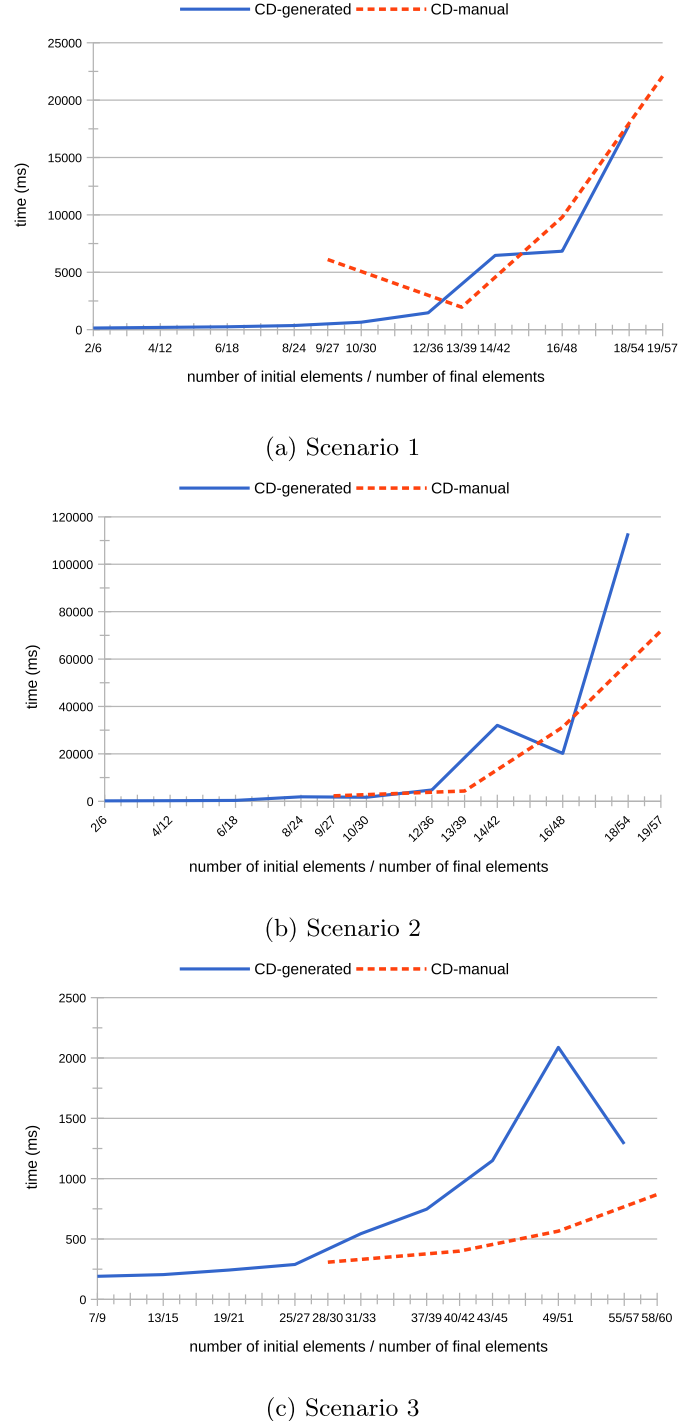 CD-generated CD-manual
25000
20000
15000
10000
5000
0
time (ms)
2/6 4/12 6/18 8/24 9/27 10/30 12/36 13/39 14/42 16/48 18/54 19/57
number of initial elements / number of final elements
(a) Scenario 1
CD-generated CD-manual
120000
100000
80000
60000
40000
20000
0
time (ms)
2/6 4/12 6/18 8/24 9/27 10/30 12/36 13/39 14/42 16/48 18/54 19/57
number of initial elements / number of final elements
(b) Scenario 2
CD-generated CD-manual
2500
2000
1500
1000
500
0
time (ms)
7/9 13/15 19/21 25/27 28/30 31/33 37/39 40/42 43/45 49/51 55/57 58/60
number of initial elements / number of final elements
(c) Scenario 3